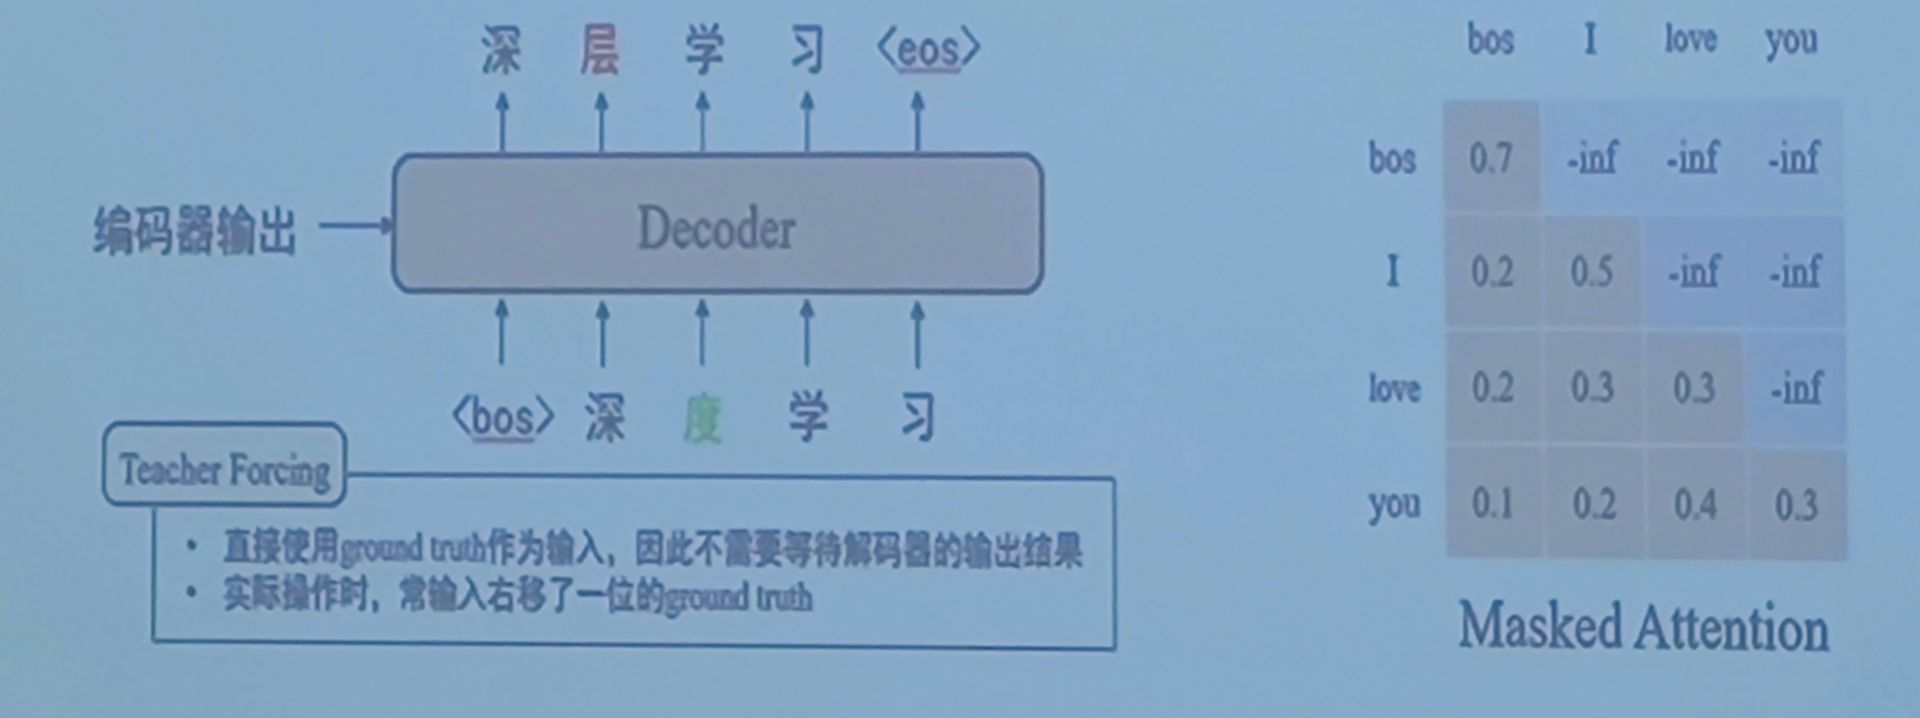 深 层 学 习 <eos>
编码器输出
Decoder
<bos> 深 度 学 习
Teacher Forcing
• 直接使用ground truth作为输入，因此不需要等待解码器的输出结果
• 实际操作时，常输入右移了一位的ground truth
bos I love you
bos 0.7 -inf -inf -inf
I 0.2 0.5 -inf -inf
love 0.2 0.3 0.3 -inf
you 0.1 0.2 0.4 0.3
Masked Attention